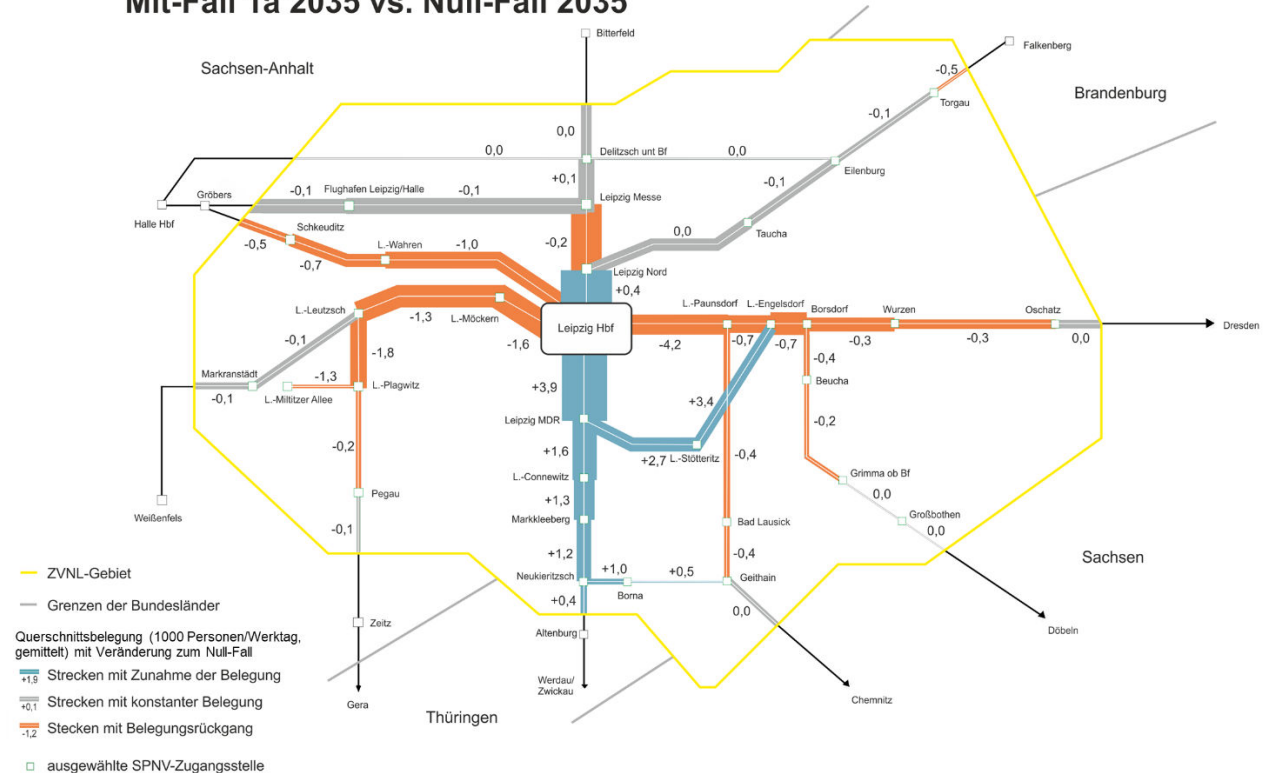 Mit-Fall 1a 2035 vs. Null-Fall 2035
Bitterfeld
Falkenberg
Sachsen-Anhalt
-0,5
Brandenburg
Torgau
-0,1
0,0
0,0
Delitzsch unt Bf
0,0
Eilenburg
+0,1
-0,1
Gröbers
-0,1
Flughafen Leipzig/Halle
-0,1
Leipzig Messe
Halle Hbf
Schkeuditz
Taucha
0,0
-0,5
L.-Wahren
-1,0
-0,2
-0,7
Leipzig Nord
+0,4
L.-Leutzsch
L.-Paunsdorf
L.-Engelsdorf
Borsdorf
Wurzen
Oschatz
-1,3
L.-Möckern
Leipzig Hbf
Dresden
-0,1
-1,6
-4,2
-0,7
-0,7
-0,3
-0,3
0,0
-1,8
-0,4
Markranstädt
-1,3
L.-Plagwitz
+3,9
Beucha
-0,1
L.-Miltitzer Allee
+3,4
Leipzig MDR
-0,2
-0,2
+1,6
+2,7
L.-Stötteritz
-0,4
L.-Connewitz
Grimma ob Bf
Pegau
+1,3
0,0
Weißenfels
Markkleeberg
Bad Lausick
Großbothen
-0,1
0,0
+1,2
-0,4
Sachsen
Neukieritzsch
+1,0
+0,5
Geithain
Borna
+0,4
0,0
Zeitz
Altenburg
Döbeln
Werdau/
Zwickau
Gera
Chemnitz
Thüringen
ZVNL-Gebiet
Grenzen der Bundesländer
Querschnittsbelegung (1000 Personen/Werktag,
gemittelt) mit Veränderung zum Null-Fall
+1,9 Strecken mit Zunahme der Belegung
+0,1 Strecken mit konstanter Belegung
-1,2 Stecken mit Belegungsrückgang
ausgewählte SPNV-Zugangsstelle